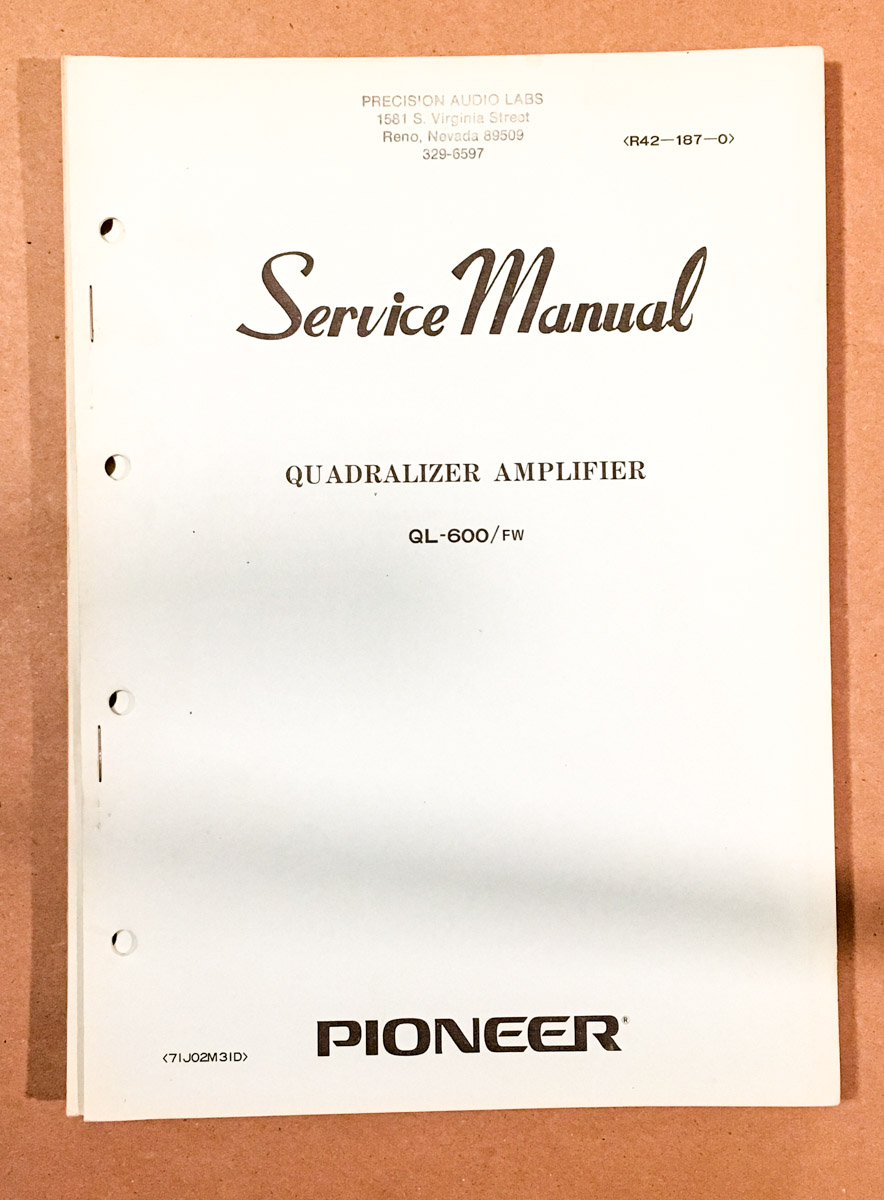 PRECISION AUDIO LABS
1581 S. Virginia Street
Reno, Nevada 89509
329-6597
<R42—187—0>
Service Manual
QUADRALIZER AMPLIFIER
QL-600/FW
PIONEER®
<71J02M31D>